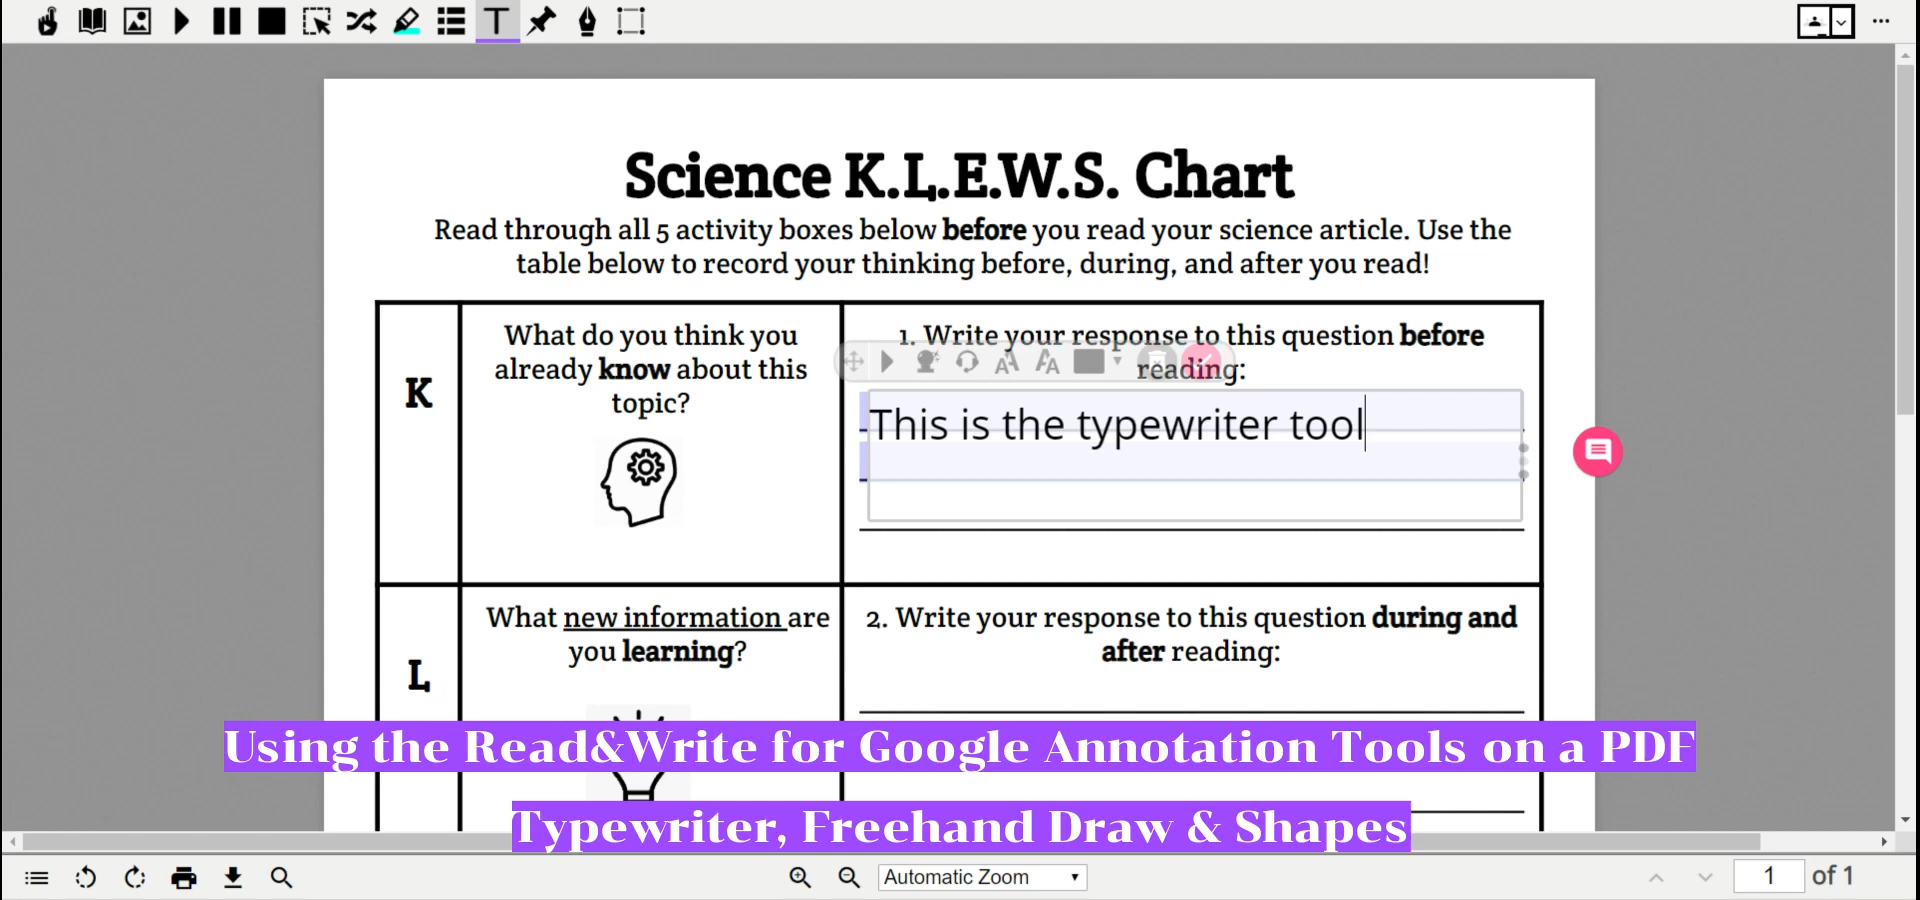 Science K.L.E.W.S. Chart
Read through all 5 activity boxes below before you read your science article. Use the
table below to record your thinking before, during, and after you read!
K
What do you think you
already know about this
topic?
1. Write your response to this question before
reading:
This is the typewriter tool
L
What new information are
you learning?
2. Write your response to this question during and
after reading:
Using the Read&Write for Google Annotation Tools on a PDF
Typewriter, Freehand Draw & Shapes
Automatic Zoom
1 of 1